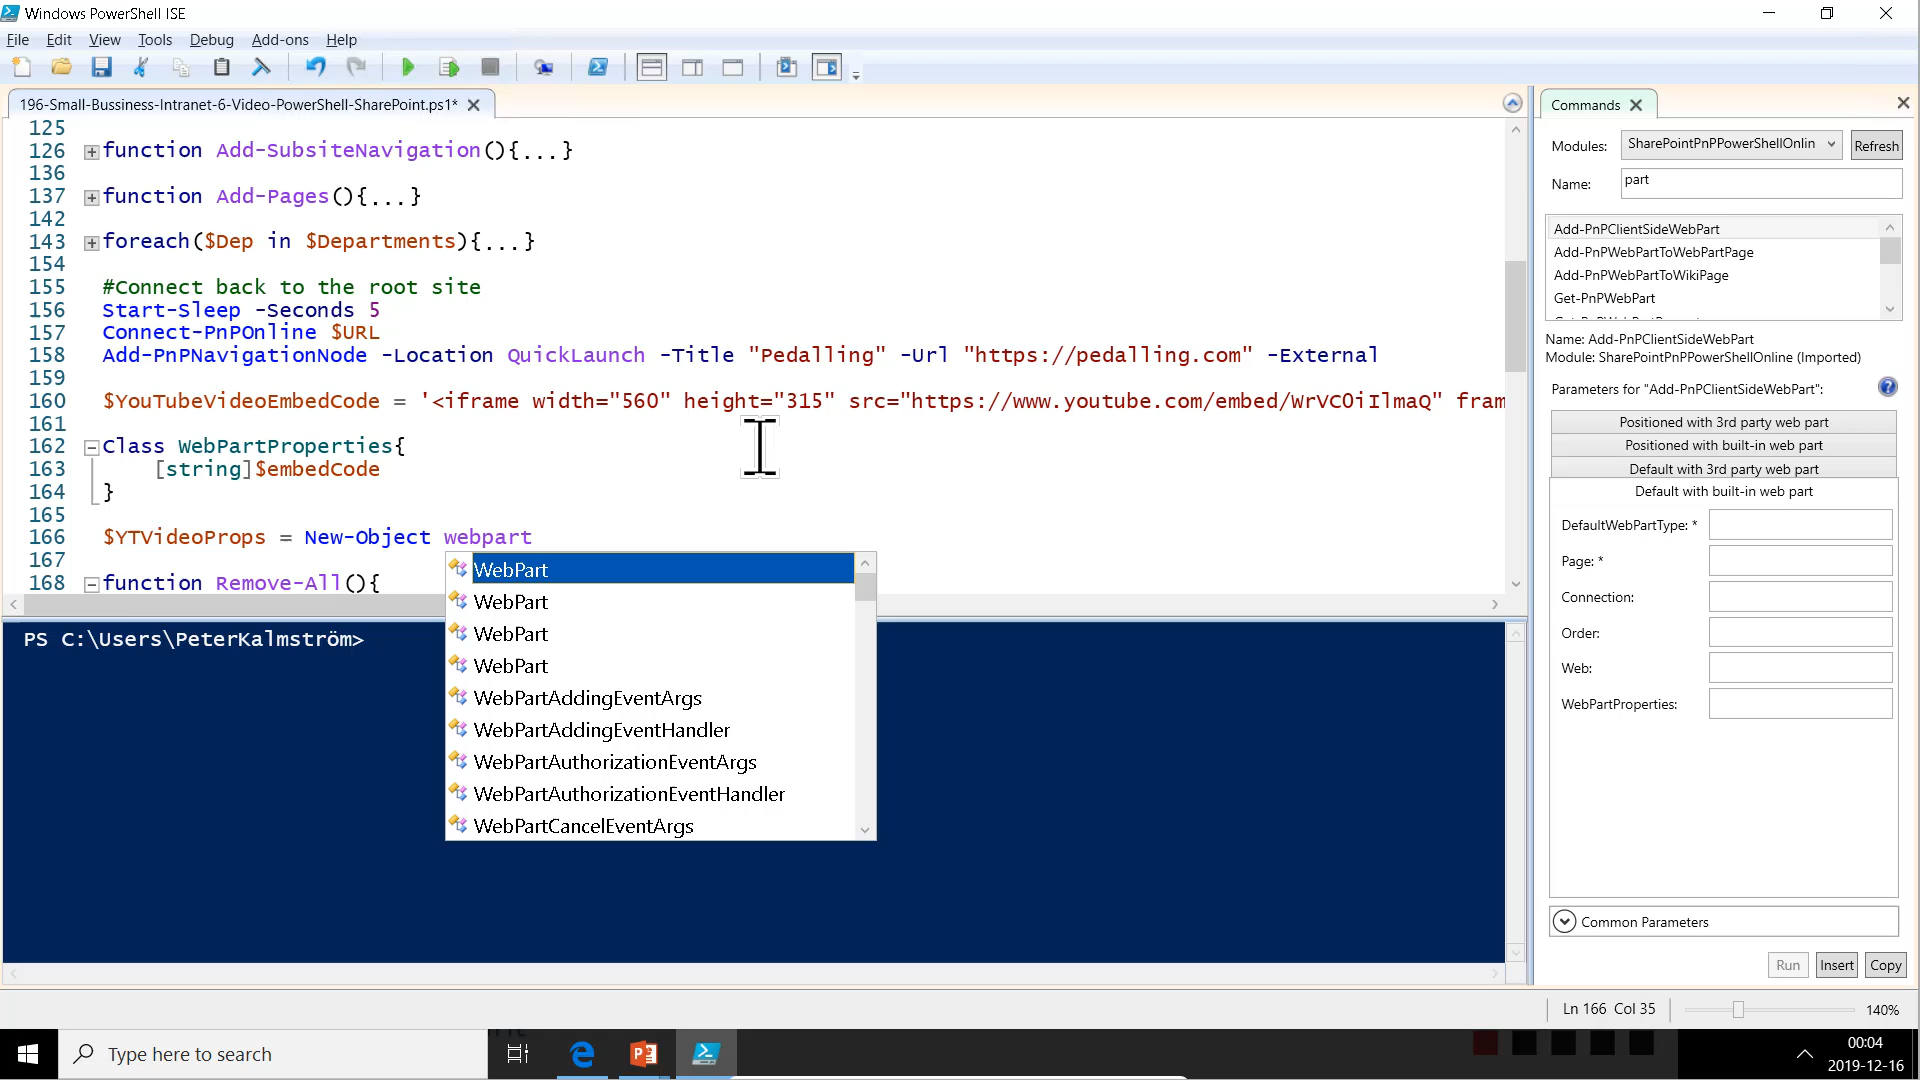 Windows PowerShell ISE
File Edit View Tools Debug Add-ons Help
196-Small-Bussiness-Intranet-6-Video-PowerShell-SharePoint.ps1*
125
126 function Add-SubsiteNavigation(){...}
136
137 function Add-Pages(){...}
142
143 foreach($Dep in $Departments){...}
154
155 #Connect back to the root site
156 Start-Sleep -Seconds 5
157 Connect-PnPOnline $URL
158 Add-PnPNavigationNode -Location QuickLaunch -Title "Pedalling" -Url "https://pedalling.com" -External
159
160 $YouTubeVideoEmbedCode = '<iframe width="560" height="315" src="https://www.youtube.com/embed/WrVCOiIlmaQ" fram
161
162 Class WebPartProperties{
163 [string]$embedCode
164 }
165
166 $YTVideoProps = New-Object webpart
167
168 function Remove-All(){
WebPart
WebPart
WebPart
WebPart
WebPartAddingEventArgs
WebPartAddingEventHandler
WebPartAuthorizationEventArgs
WebPartAuthorizationEventHandler
WebPartCancelEventArgs
PS C:\Users\PeterKalmström>
Commands
Modules: SharePointPnPPowerShellOnlin Refresh
Name: part
Add-PnPClientSideWebPart
Add-PnPWebPartToWebPartPage
Add-PnPWebPartToWikiPage
Get-PnPWebPart
Name: Add-PnPClientSideWebPart
Module: SharePointPnPPowerShellOnline (Imported)
Parameters for "Add-PnPClientSideWebPart":
Positioned with 3rd party web part
Positioned with built-in web part
Default with 3rd party web part
Default with built-in web part
DefaultWebPartType: *
Page: *
Connection:
Order:
Web:
WebPartProperties:
Common Parameters
Run Insert Copy
Ln 166 Col 35 140%
Type here to search
00:04
2019-12-16